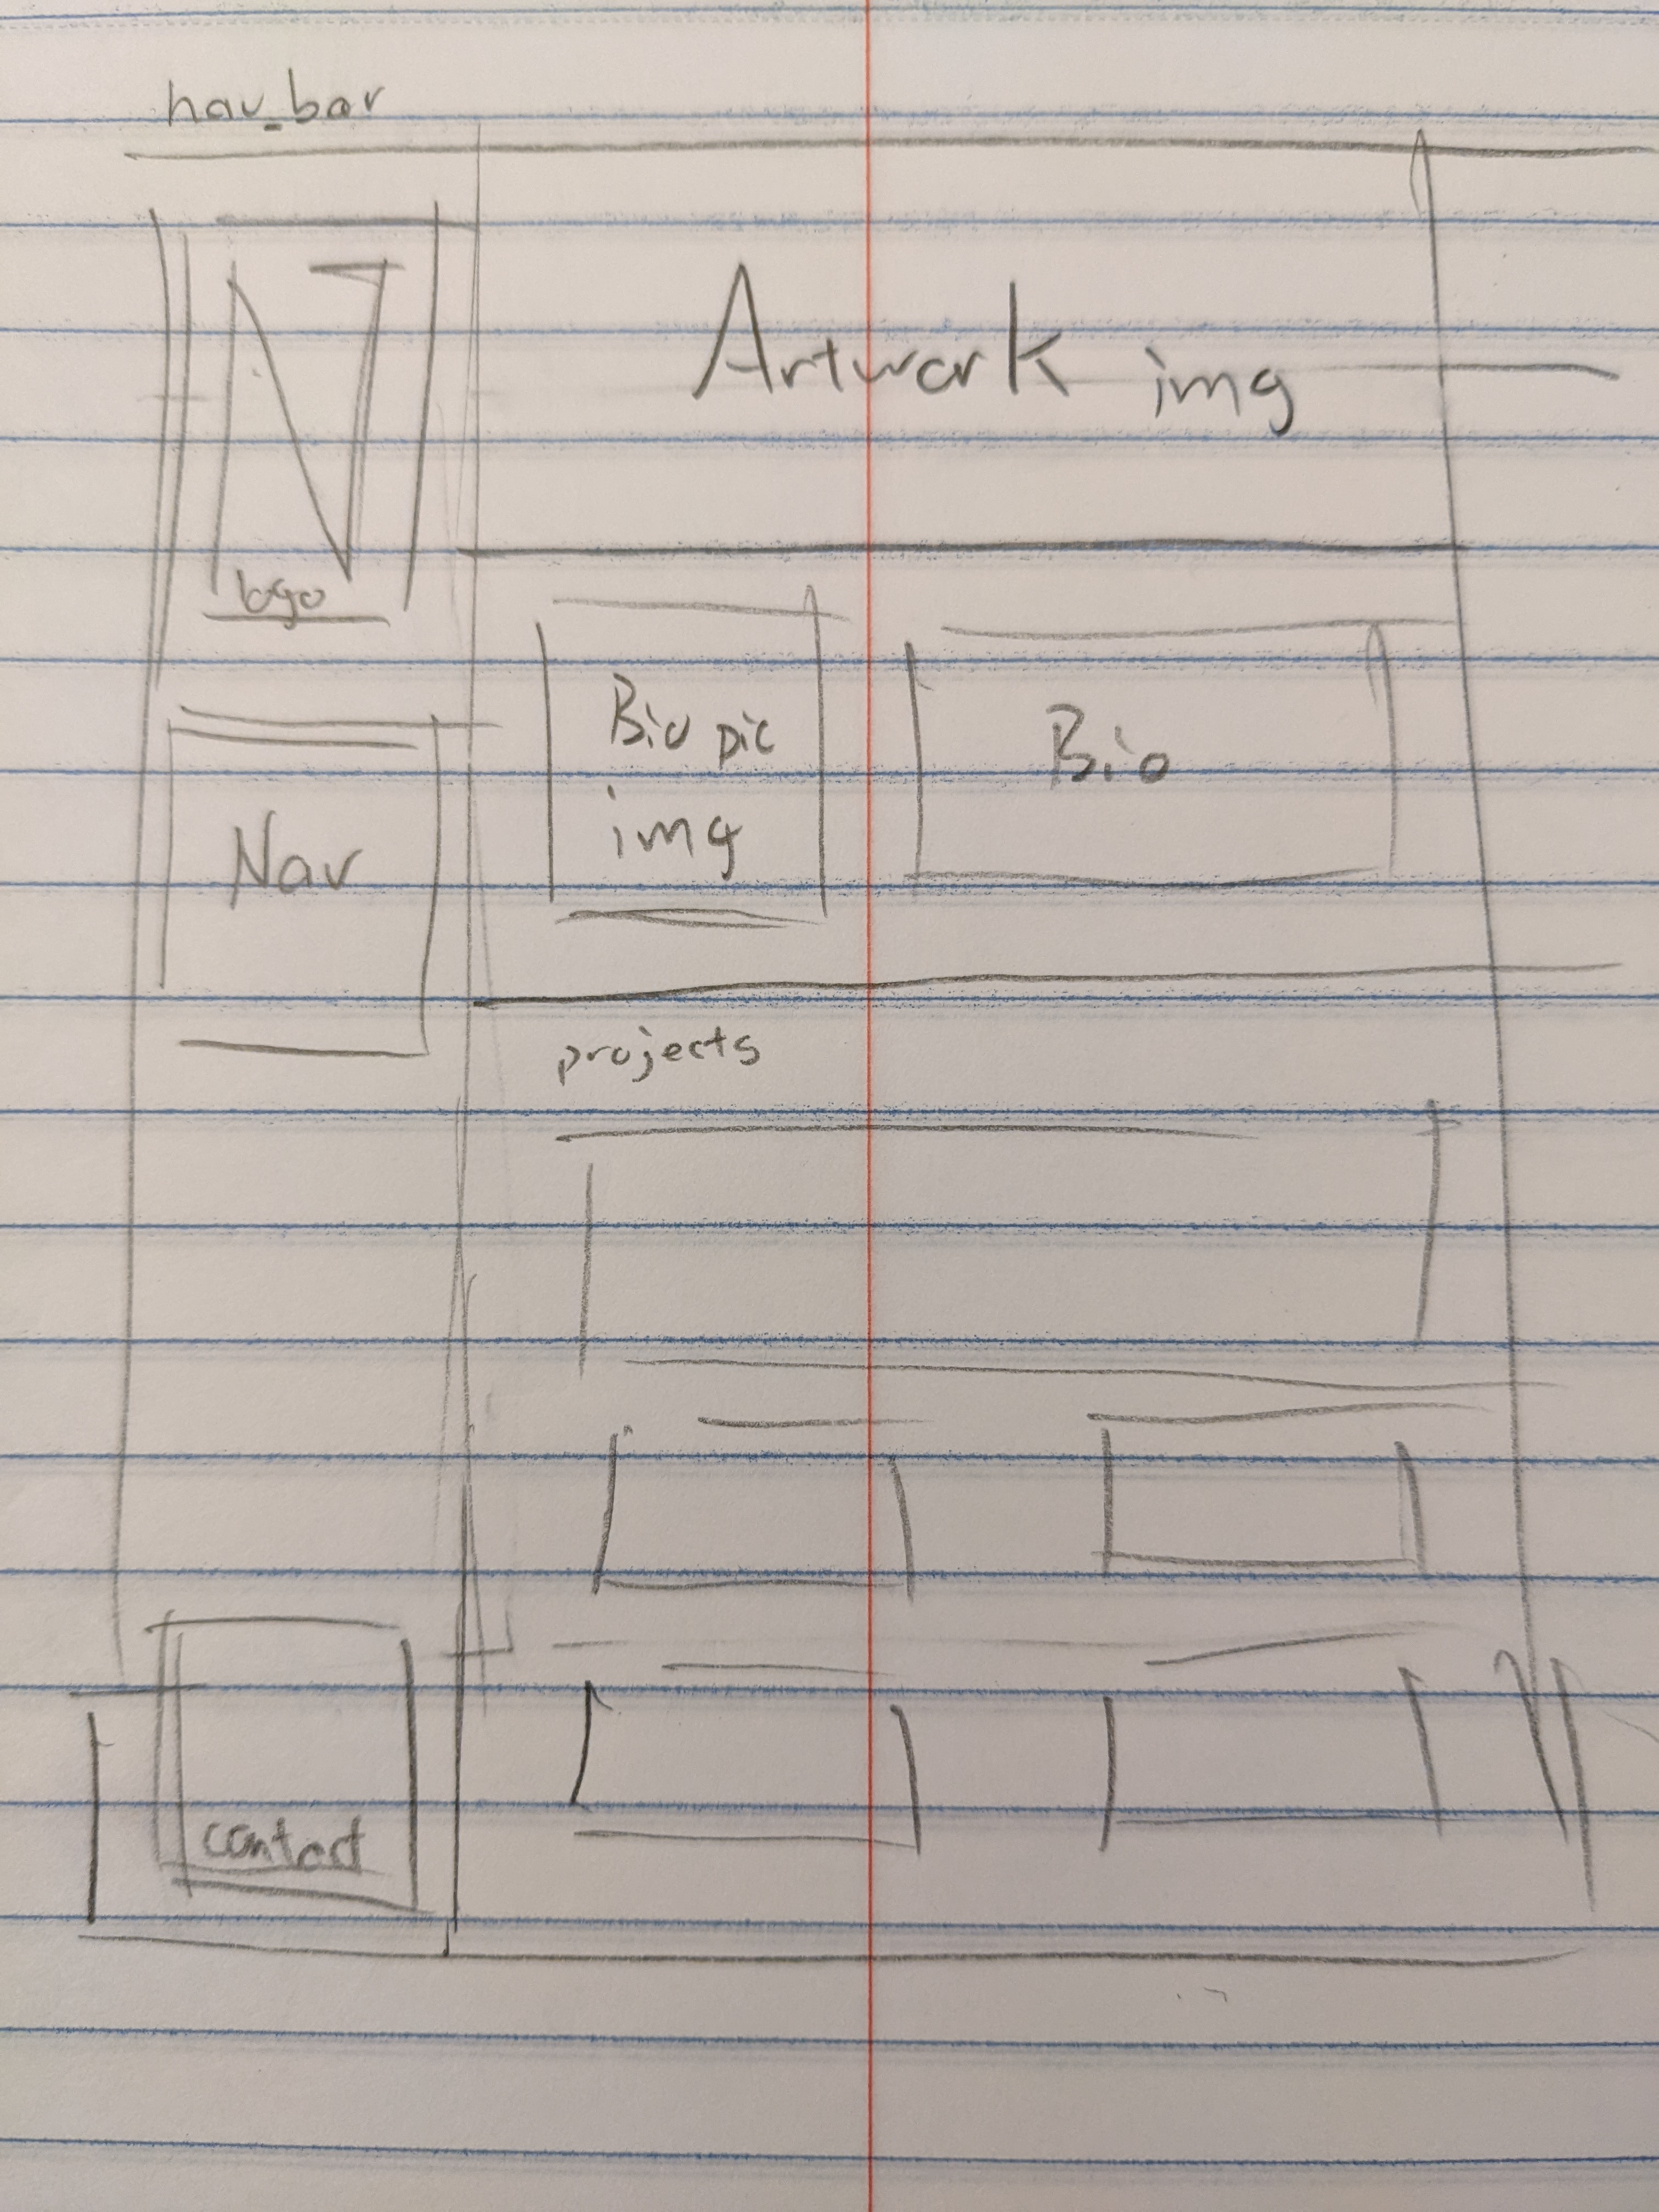 nav_bar
N
logo
Artwork img
Bio pic
img
Bio
Nav
projects
contact